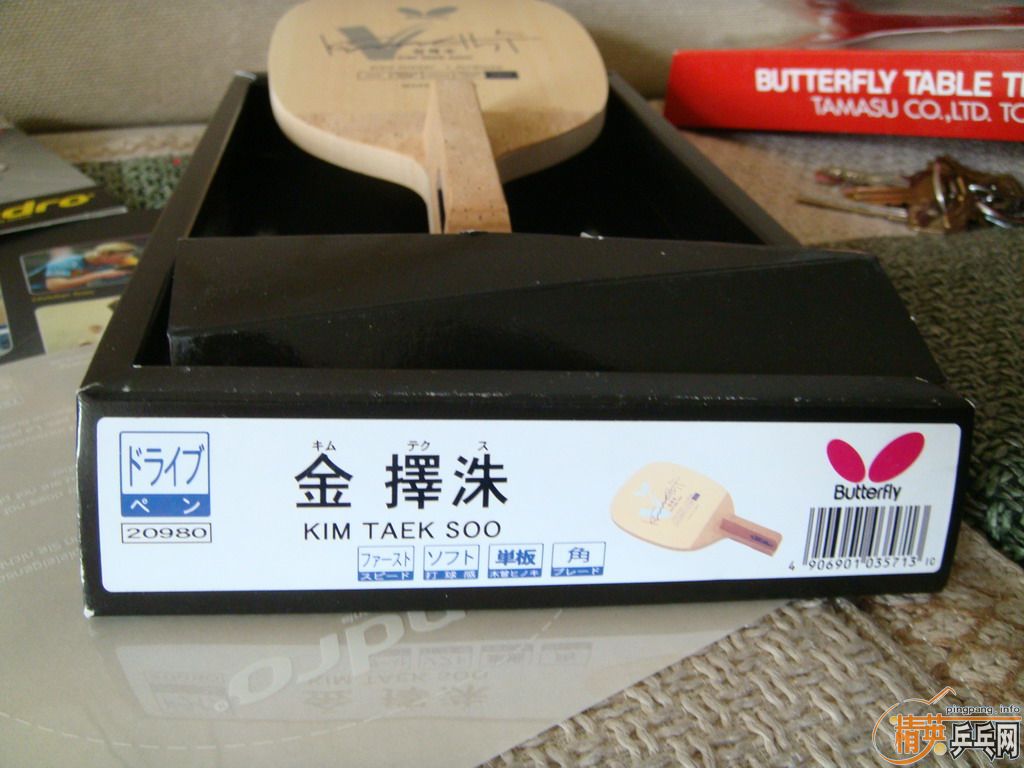 BUTTERFLY TABLE T
TAMASU CO.,LTD. TO
dro
ドライブ
ペン
20980
キム テク ス
金 擇洙
KIM TAEK SOO
ファースト
スピード
ソフト
打球感
単板
木曽ヒノキ
角
ブレード
Butterfly
4 906901 035713 10
ndro
pingpang.info
精英乒乓网